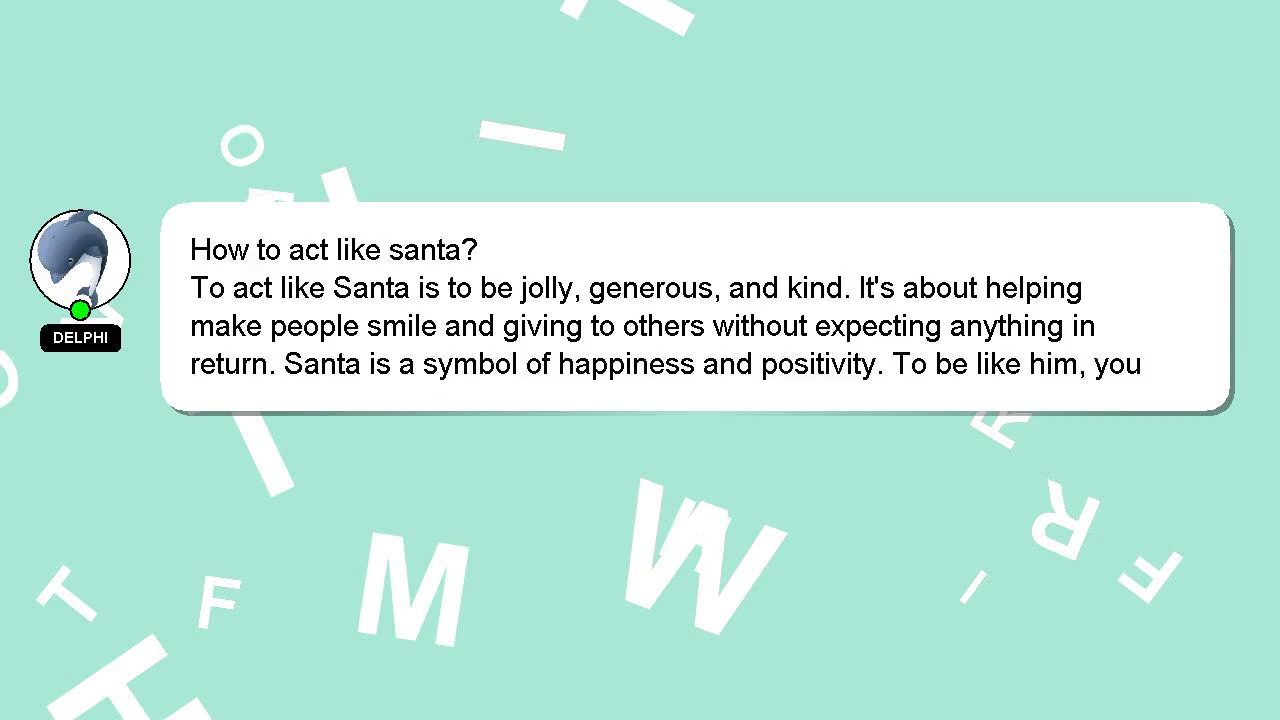 How to act like santa?
To act like Santa is to be jolly, generous, and kind. It's about helping
make people smile and giving to others without expecting anything in
return. Santa is a symbol of happiness and positivity. To be like him, you
DELPHI
O
I
T
F
M
W
I
R
F
R
H